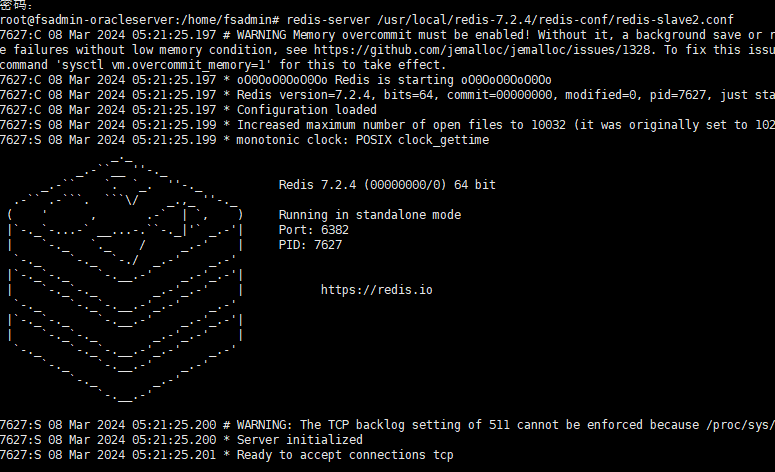 密码：
root@fsadmin-oracleserver:/home/fsadmin# redis-server /usr/local/redis-7.2.4/redis-conf/redis-slave2.conf
7627:C 08 Mar 2024 05:21:25.197 # WARNING Memory overcommit must be enabled! Without it, a background save or r
e failures without low memory condition, see https://github.com/jemalloc/jemalloc/issues/1328. To fix this issu
command 'sysctl vm.overcommit_memory=1' for this to take effect.
7627:C 08 Mar 2024 05:21:25.197 * oO0OoO0OoO0Oo Redis is starting oO0OoO0OoO0Oo
7627:C 08 Mar 2024 05:21:25.197 * Redis version=7.2.4, bits=64, commit=00000000, modified=0, pid=7627, just sta
7627:C 08 Mar 2024 05:21:25.197 * Configuration loaded
7627:S 08 Mar 2024 05:21:25.199 * Increased maximum number of open files to 10032 (it was originally set to 102
7627:S 08 Mar 2024 05:21:25.199 * monotonic clock: POSIX clock_gettime
Redis 7.2.4 (00000000/0) 64 bit
Running in standalone mode
Port: 6382
PID: 7627
https://redis.io
7627:S 08 Mar 2024 05:21:25.200 # WARNING: The TCP backlog setting of 511 cannot be enforced because /proc/sys/
7627:S 08 Mar 2024 05:21:25.200 * Server initialized
7627:S 08 Mar 2024 05:21:25.201 * Ready to accept connections tcp